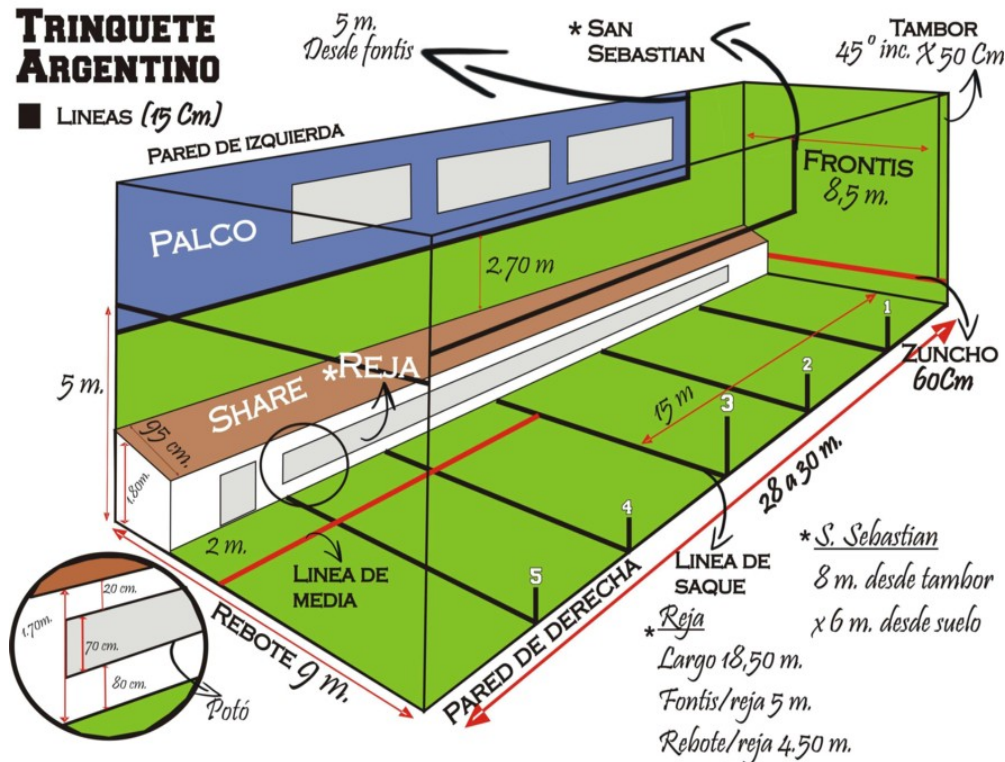 TRINQUETE
ARGENTINO
LINEAS (15 Cm)
5 m.
Desde fontis
* SAN
SEBASTIAN
TAMBOR
45° inc. X 50 Cm
PARED DE IZQUIERDA
FRONTIS
8,5 m.
PALCO
2.70 m
5 m.
SHARE
*REJA
95 cm.
1.80m.
15 m
1
2
3
4
5
ZUNCHO
60Cm
28 a 30 m.
2 m.
LINEA DE
MEDIA
LINEA DE
SAQUE
REBOTE 9 m.
PARED DE DERECHA
20 cm.
1.70m.
70 cm.
80 cm.
Potó
* S. Sebastian
8 m. desde tambor
x 6 m. desde suelo
* Reja
Largo 18,50 m.
Fontis/reja 5 m.
Rebote/reja 4.50 m.